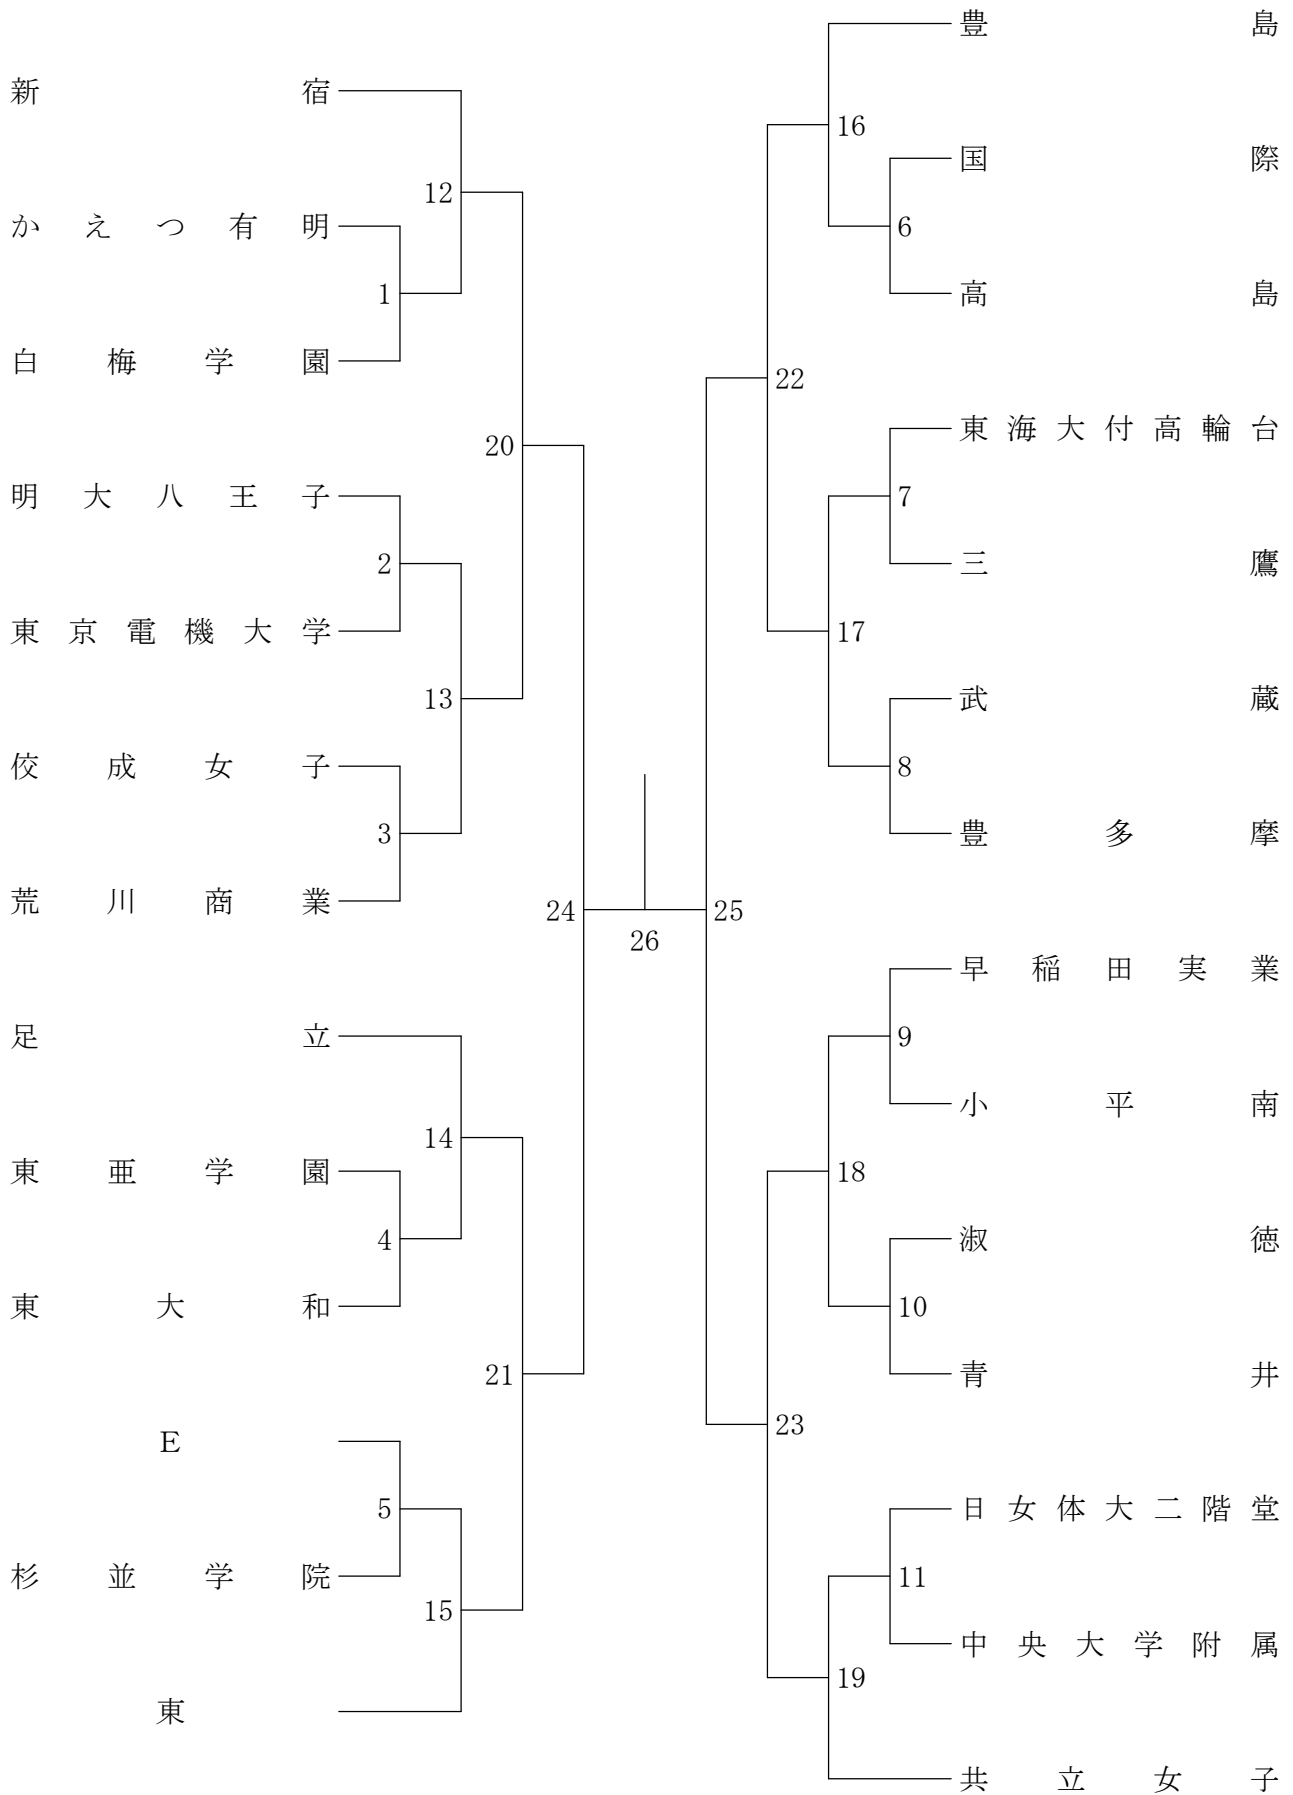 新宿
かえつ有明
白梅学園
明大八王子
東京電機大学
佼成女子
荒川商業
足立
東亜学園
東大和
E
杉並学院
東
1
2
3
4
5
12
13
14
15
20
21
24
26
25
22
23
16
17
18
19
6
7
8
9
10
11
豊島
国際
高島
東海大付高輪台
三鷹
武蔵
豊多摩
早稲田実業
小平南
淑徳
青井
日女体大二階堂
中央大学附属
共立女子